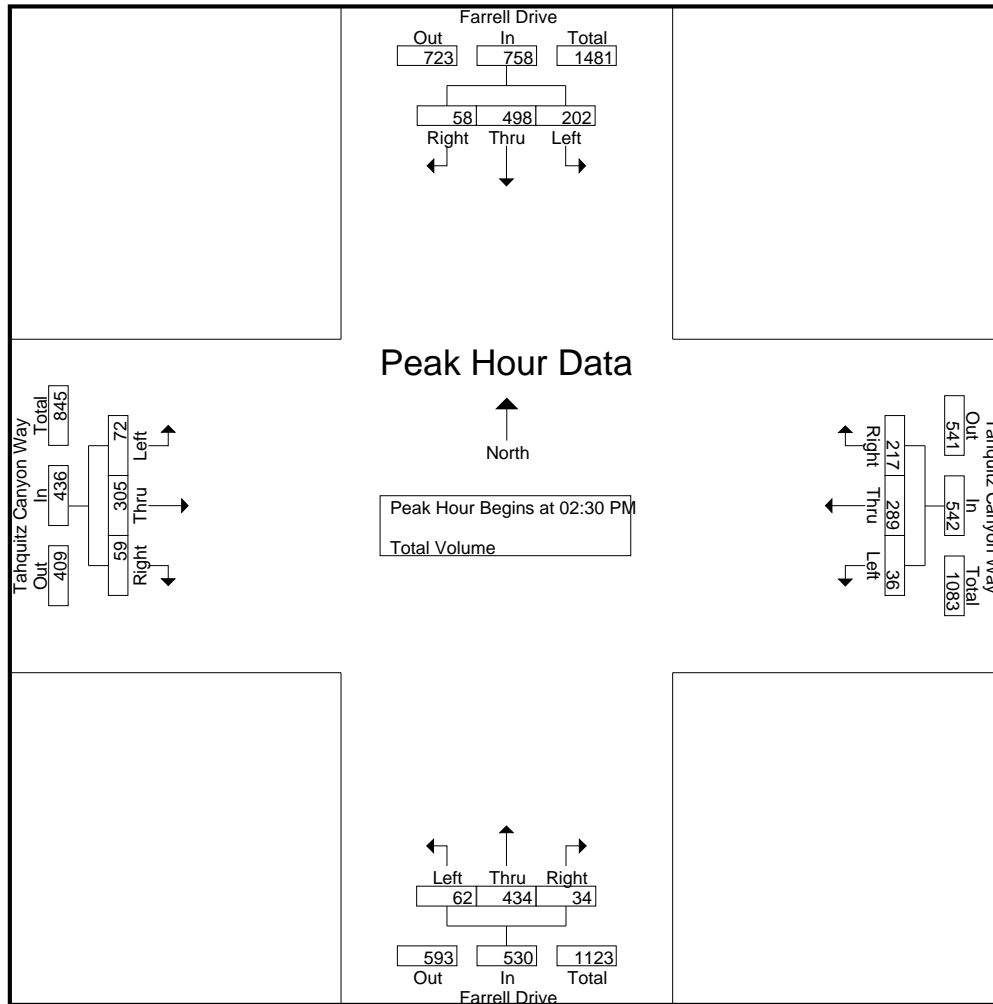 Farrell Drive
Out In Total
723 758 1481
58 498 202
Right Thru Left
Peak Hour Data
North
Peak Hour Begins at 02:30 PM
Total Volume
Tahquitz Canyon Way
Total In Out
845 436 409
72 305 59
Left Thru Right
Tahquitz Canyon Way
Out In Total
541 542 1083
217 289 36
Right Thru Left
Left Thru Right
62 434 34
593 530 1123
Out In Total
Farrell Drive